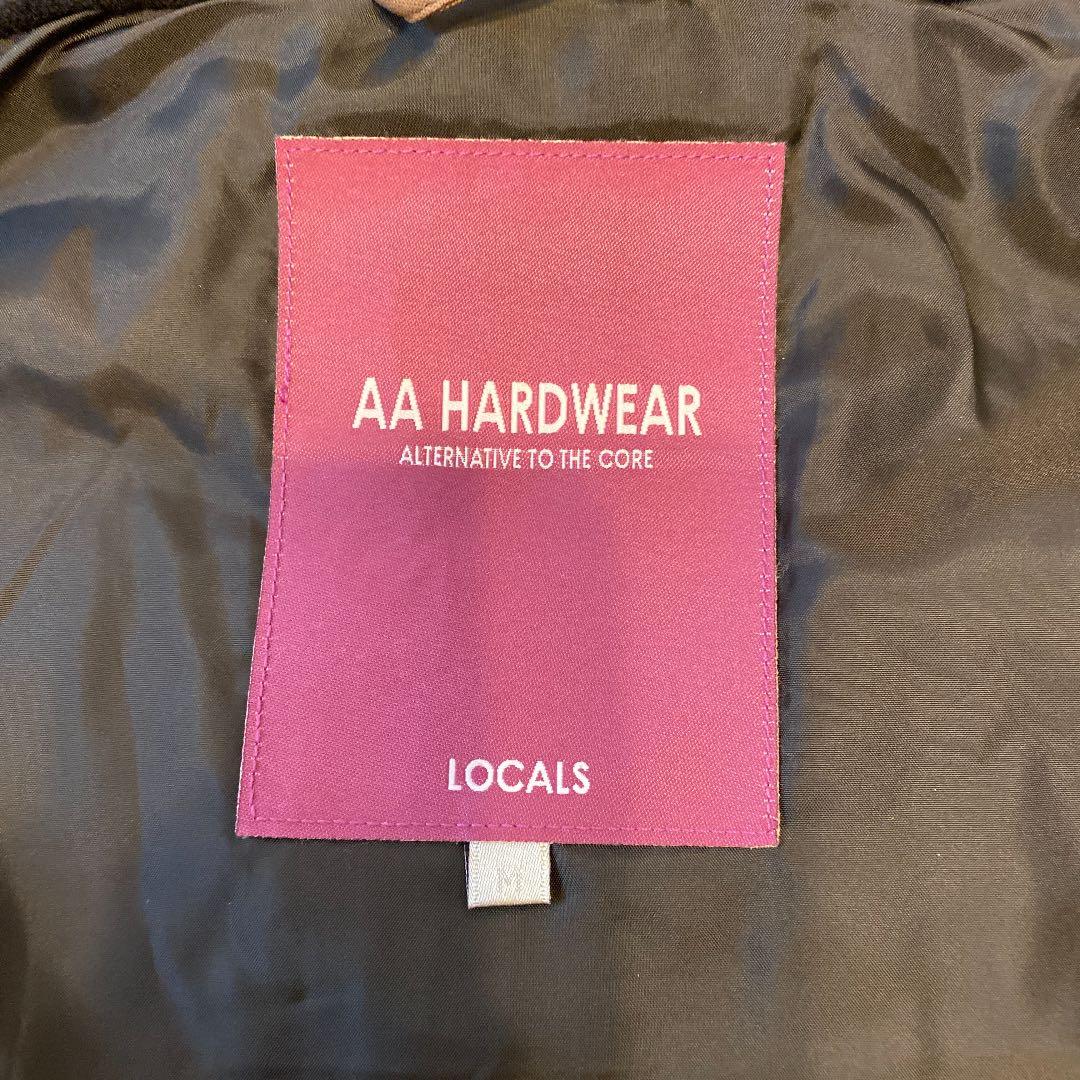 AA HARDWEAR
ALTERNATIVE TO THE CORE
LOCALS
M